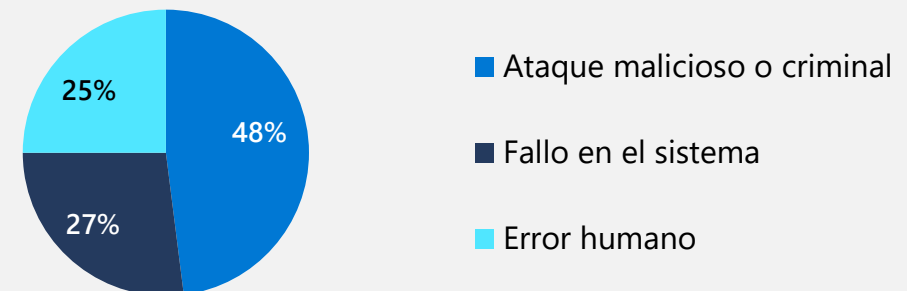 25%
48%
27%
Ataque malicioso o criminal
Fallo en el sistema
Error humano